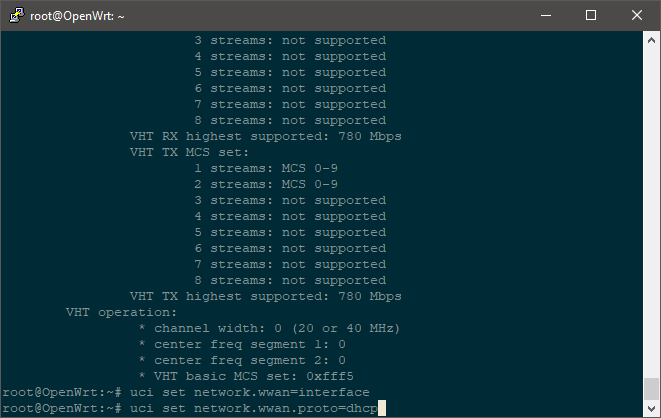 root@OpenWrt: ~
3 streams: not supported
4 streams: not supported
5 streams: not supported
6 streams: not supported
7 streams: not supported
8 streams: not supported
VHT RX highest supported: 780 Mbps
VHT TX MCS set:
1 streams: MCS 0-9
2 streams: MCS 0-9
3 streams: not supported
4 streams: not supported
5 streams: not supported
6 streams: not supported
7 streams: not supported
8 streams: not supported
VHT TX highest supported: 780 Mbps
VHT operation:
* channel width: 0 (20 or 40 MHz)
* center freq segment 1: 0
* center freq segment 2: 0
* VHT basic MCS set: 0xfff5
root@OpenWrt:~# uci set network.wwan=interface
root@OpenWrt:~# uci set network.wwan.proto=dhcp